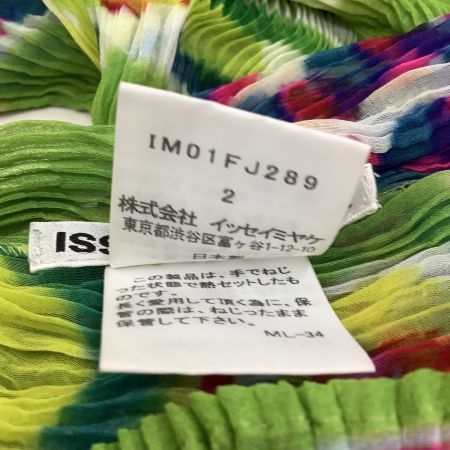 IM01FJ289
2
株式会社 イッセイミヤケ
東京都渋谷区富ヶ谷1-12-10
日本製
ISS
この製品は、手でねじ
った状態で熱セットしたも
のです。
長く愛用して頂く為に、保
管の際は、ねじったまま
保管して下さい。
ML-34